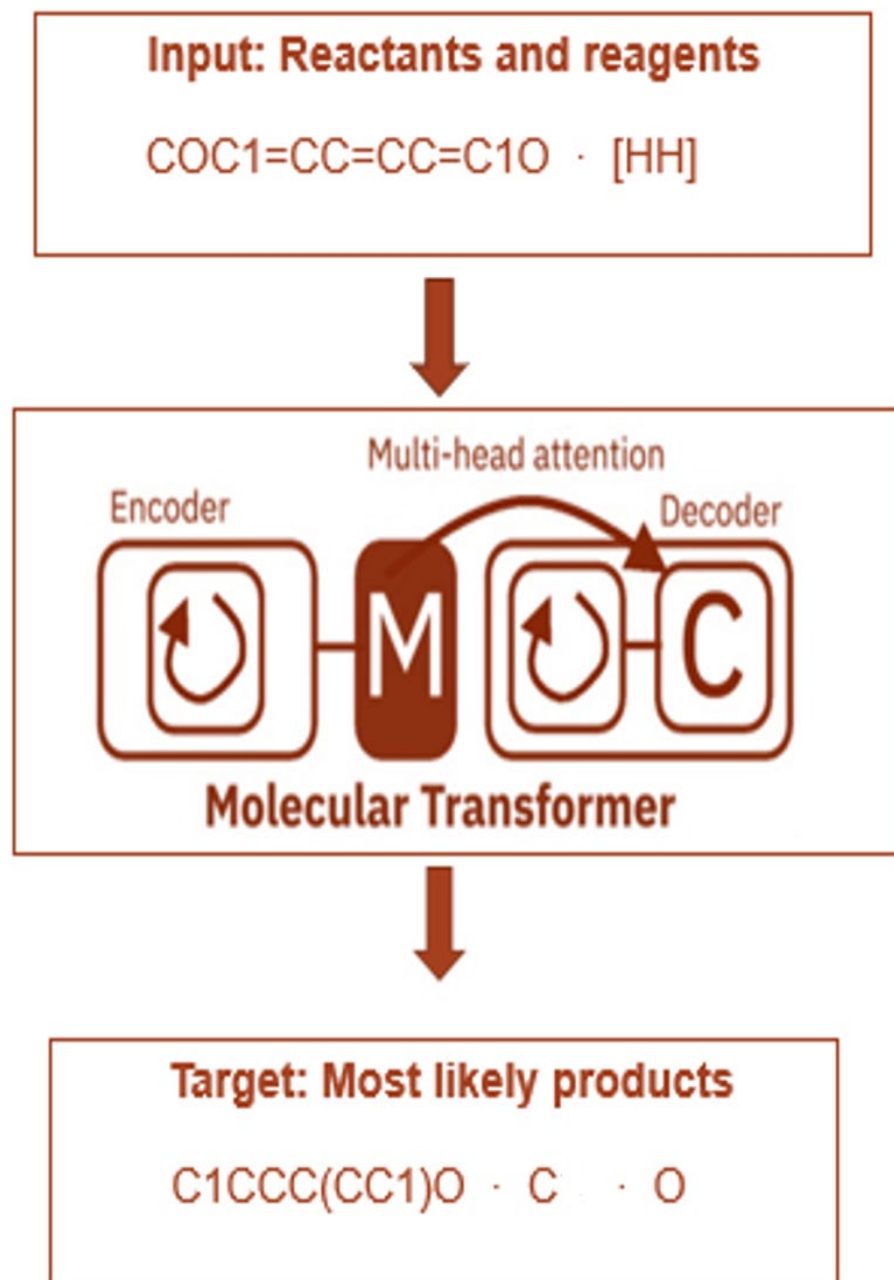 Input: Reactants and reagents
COC1=CC=CC=C1O · [HH]
Multi-head attention
Encoder
Decoder
M
C
Molecular Transformer
Target: Most likely products
C1CCC(CC1)O · C · O